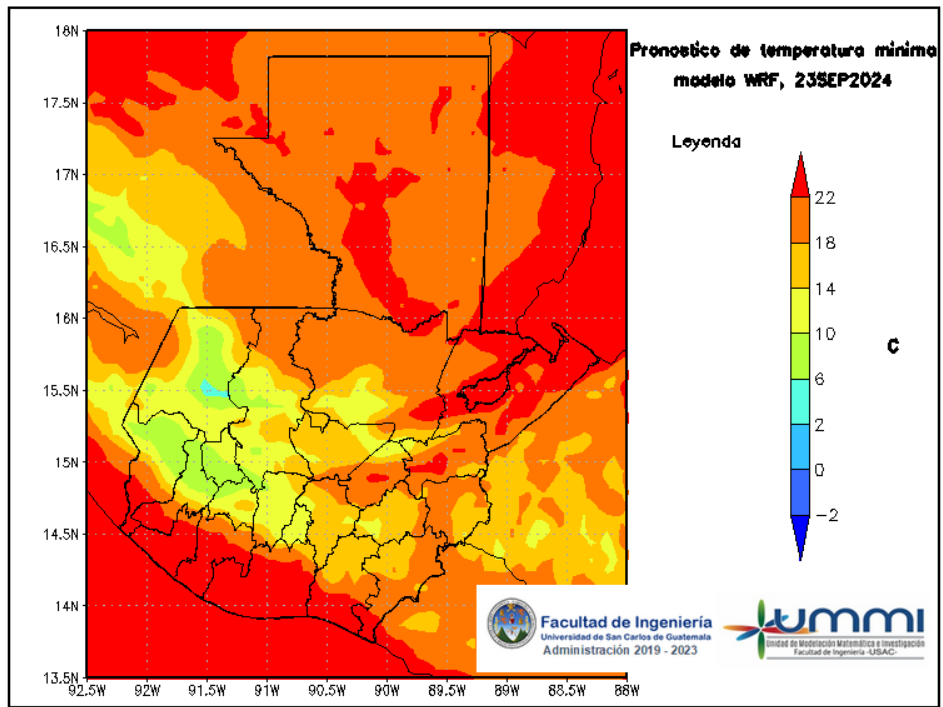 Pronostico de temperatura minima
modelo WRF, 23SEP2024
Leyenda
22
18
14
10
6
2
0
-2
C
18N
17.5N
17N
16.5N
16N
15.5N
15N
14.5N
14N
13.5N
92.5W 92W 91.5W 91W 90.5W 90W 89.5W 89W 88.5W 88W
Facultad de Ingeniería
Universidad de San Carlos de Guatemala
Administración 2019 - 2023
UMMI
Unidad de Modelación Matemática e Investigación
Facultad de Ingeniería -USAC-